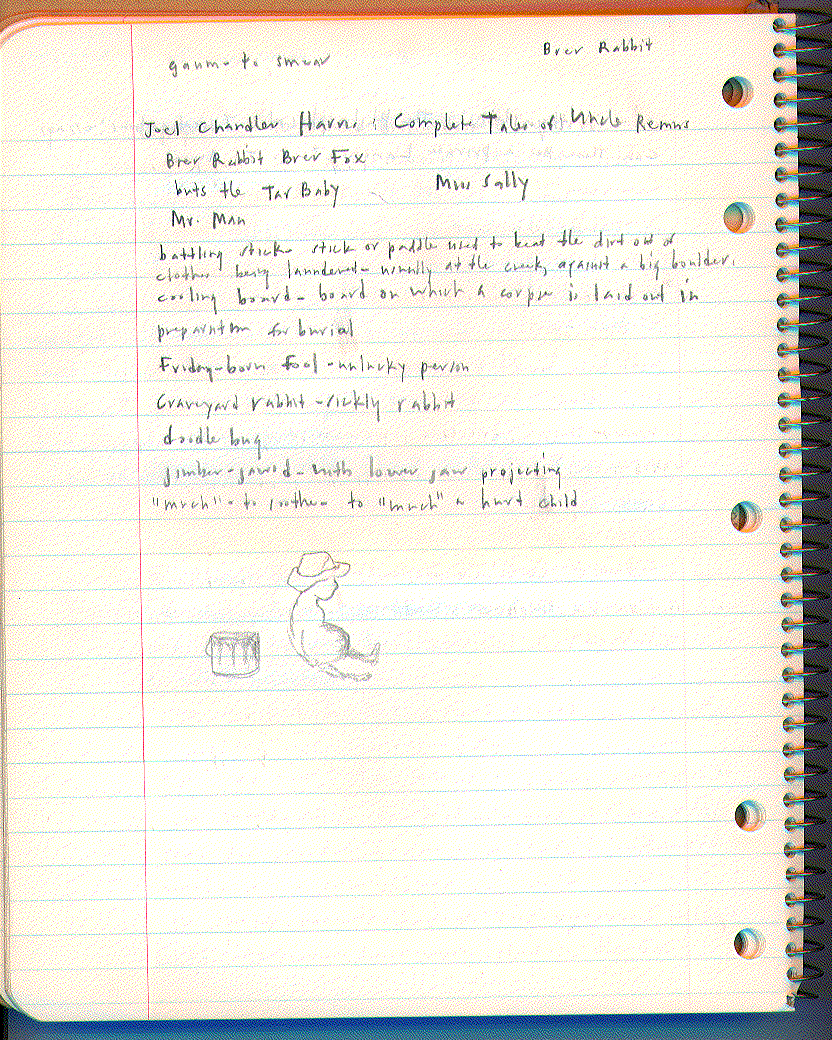 Brer Rabbit
gaum- to smear
Joel Chandler Harris: Complete Tales of Uncle Remus
Brer Rabbit Brer Fox
buts the Tar Baby Miss Sally
Mr. Man
battling stick- stick or paddle used to beat the dirt out of
clothes being laundered- usually at the creek, against a big boulder.
cooling board- board on which a corpse is laid out in
preparation for burial
Friday-born fool -unlucky person
Graveyard rabbit -sickly rabbit
doodle bug
jimber-jawed- with lower jaw projecting
"much"- to soothe- to "much" a hurt child